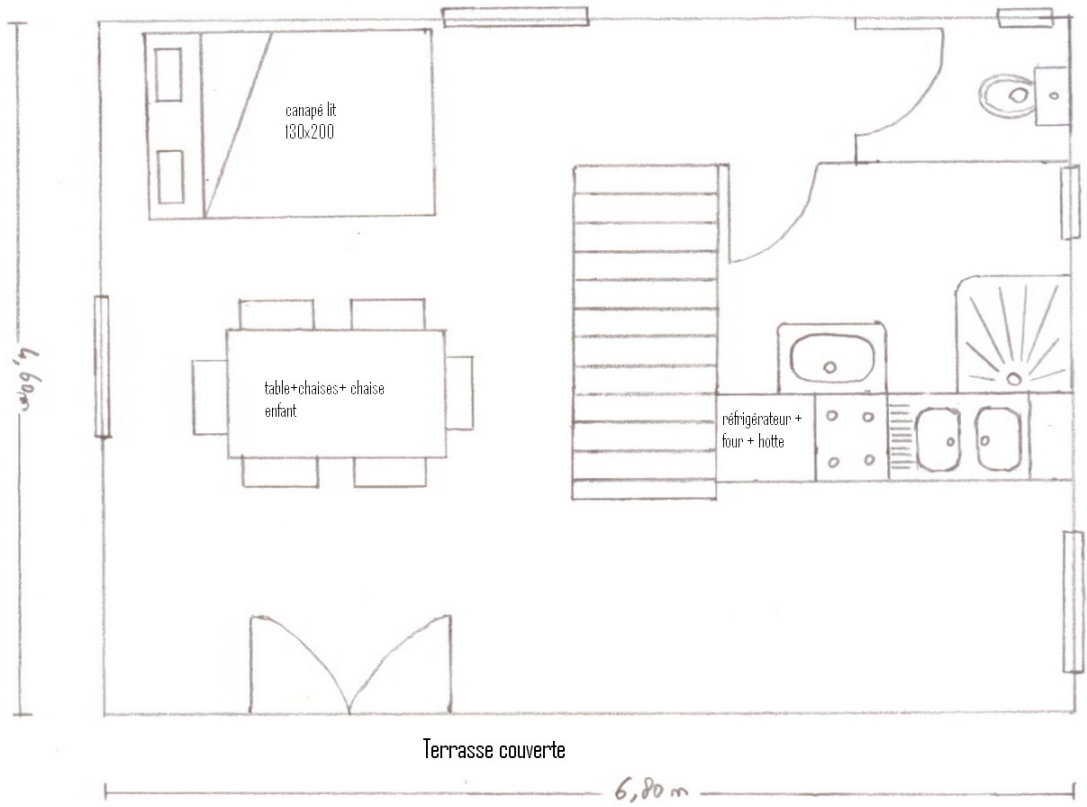 canapé lit
130x200
4,60m
table+chaises+ chaise
enfant
réfrigérateur +
four + hotte
Terrasse couverte
6,80 m